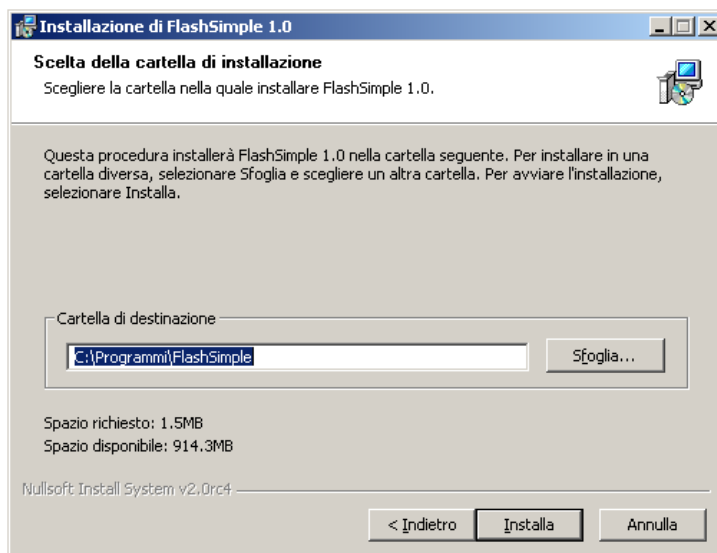 Installazione di FlashSimple 1.0
Scelta della cartella di installazione
Scegliere la cartella nella quale installare FlashSimple 1.0.
Questa procedura installerà FlashSimple 1.0 nella cartella seguente. Per installare in una
cartella diversa, selezionare Sfoglia e scegliere un altra cartella. Per avviare l'installazione,
selezionare Installa.
Cartella di destinazione
C:\Programmi\FlashSimple
Sfoglia...
Spazio richiesto: 1.5MB
Spazio disponibile: 914.3MB
Nullsoft Install System v2.0rc4
< Indietro
Installa
Annulla